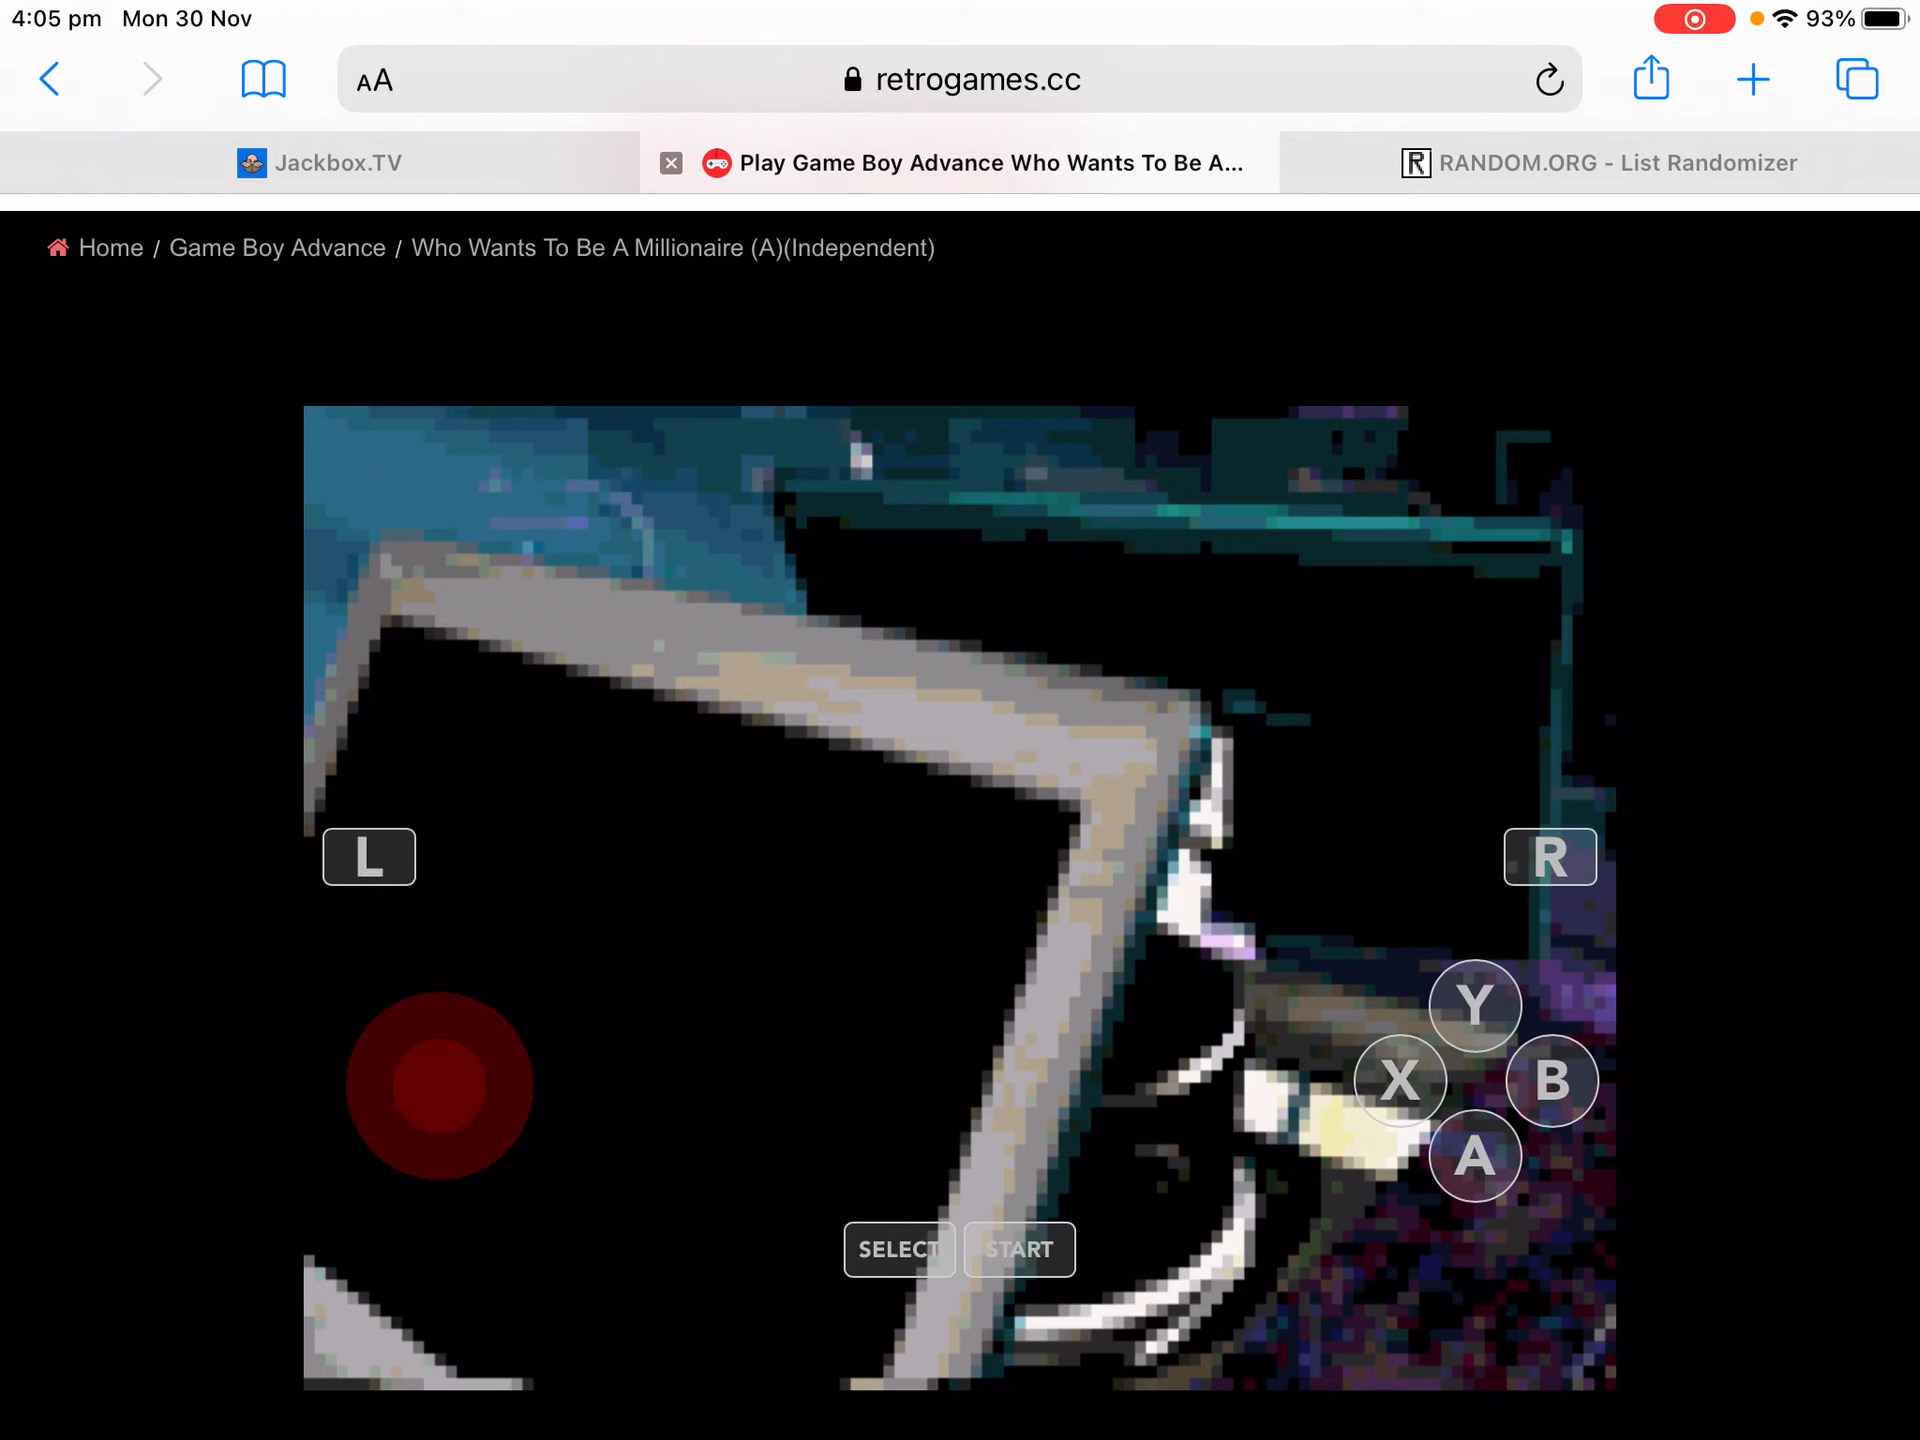 4:05 pm Mon 30 Nov 93%
AA retrogames.cc
Jackbox.TV Play Game Boy Advance Who Wants To Be A... RANDOM.ORG - List Randomizer
Home / Game Boy Advance / Who Wants To Be A Millionaire (A)(Independent)
L R
Y
X B
A
SELECT START